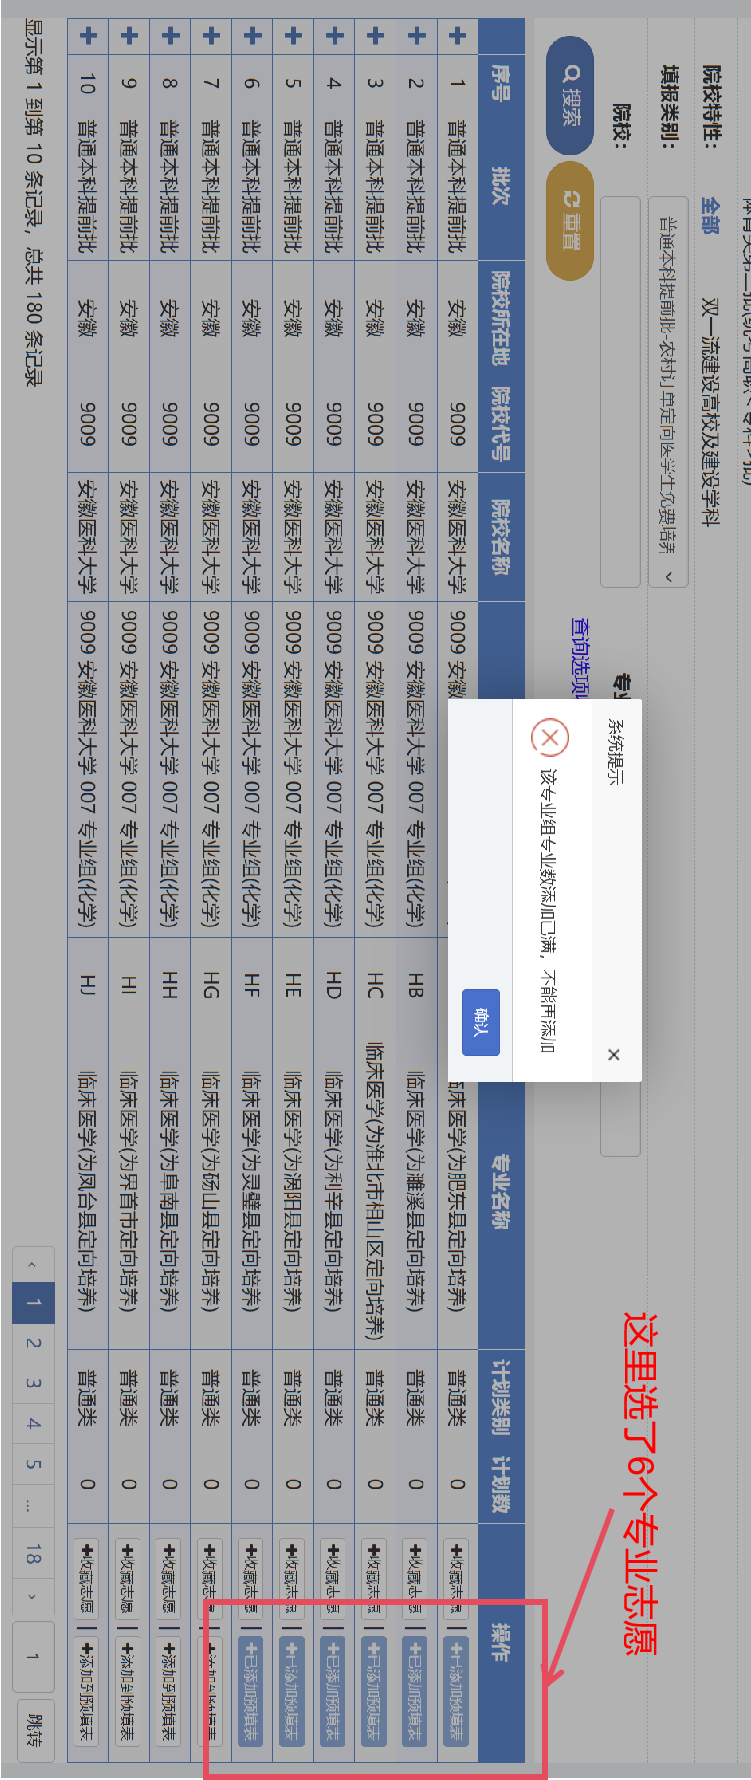 体育类第二批(统考高职(专科)批)
院校特性： 全部 双一流建设高校及建设学科
填报类别： 普通本科提前批-农村订单定向医学生免费培养
院校： 专业
搜索 重置 查询选项
这里选了6个专业志愿
系统提示 ×
该专业组专业数添加已满，不能再添加
确认
序号 批次 院校所在地 院校代号 院校名称 专业名称 计划类别 计划数 操作
1 普通本科提前批 安徽 9009 安徽医科大学 9009 安徽 临床医学(为肥东县定向培养) 普通类 0 收藏志愿 | 已添加预填表
2 普通本科提前批 安徽 9009 安徽医科大学 9009 安徽医科大学 007 专业组(化学) HB 临床医学(为濉溪县定向培养) 普通类 0 收藏志愿 | 已添加预填表
3 普通本科提前批 安徽 9009 安徽医科大学 9009 安徽医科大学 007 专业组(化学) HC 临床医学(为淮北市相山区定向培养) 普通类 0 收藏志愿 | 已添加预填表
4 普通本科提前批 安徽 9009 安徽医科大学 9009 安徽医科大学 007 专业组(化学) HD 临床医学(为利辛县定向培养) 普通类 0 收藏志愿 | 已添加预填表
5 普通本科提前批 安徽 9009 安徽医科大学 9009 安徽医科大学 007 专业组(化学) HE 临床医学(为涡阳县定向培养) 普通类 0 收藏志愿 | 已添加预填表
6 普通本科提前批 安徽 9009 安徽医科大学 9009 安徽医科大学 007 专业组(化学) HF 临床医学(为灵璧县定向培养) 普通类 0 收藏志愿 | 已添加预填表
7 普通本科提前批 安徽 9009 安徽医科大学 9009 安徽医科大学 007 专业组(化学) HG 临床医学(为砀山县定向培养) 普通类 0 收藏志愿 | 添加到预填表
8 普通本科提前批 安徽 9009 安徽医科大学 9009 安徽医科大学 007 专业组(化学) HH 临床医学(为阜南县定向培养) 普通类 0 收藏志愿 | 添加到预填表
9 普通本科提前批 安徽 9009 安徽医科大学 9009 安徽医科大学 007 专业组(化学) HI 临床医学(为界首市定向培养) 普通类 0 收藏志愿 | 添加到预填表
10 普通本科提前批 安徽 9009 安徽医科大学 9009 安徽医科大学 007 专业组(化学) HJ 临床医学(为凤台县定向培养) 普通类 0 收藏志愿 | 添加到预填表
显示第 1 到第 10 条记录，总共 180 条记录 ‹ 1 2 3 4 5 ... 18 › 1 跳转